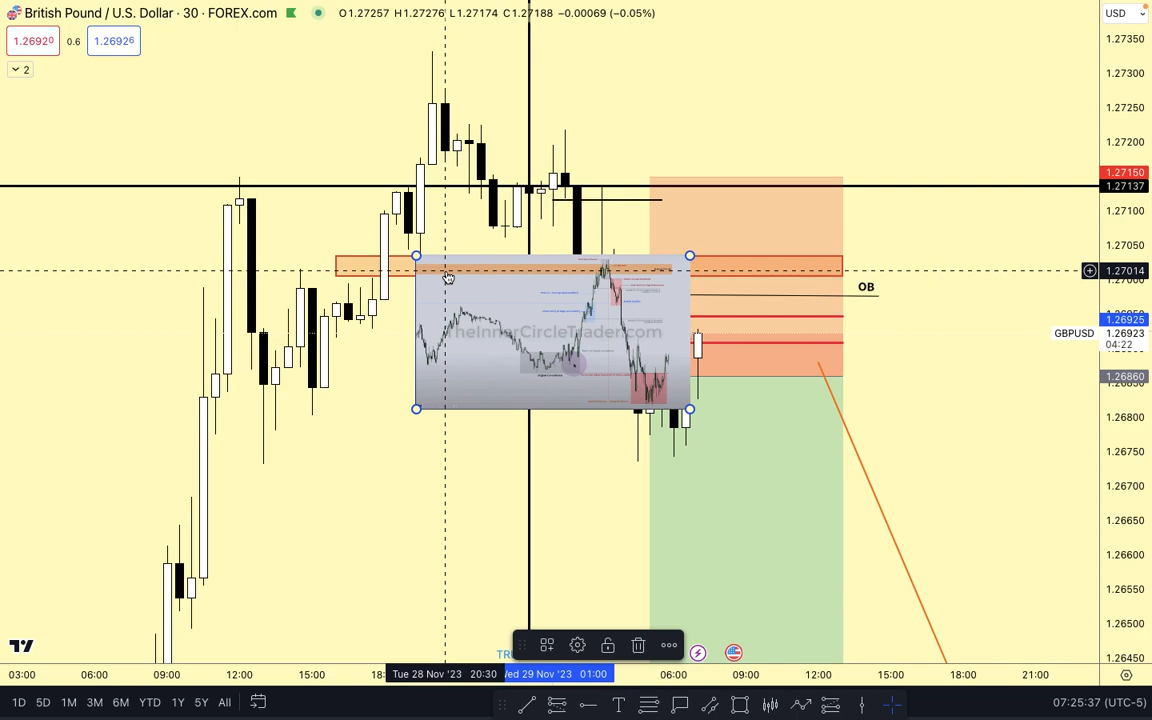 British Pound / U.S. Dollar · 30 · FOREX.com O1.27257 H1.27276 L1.27174 C1.27188 −0.00069 (−0.05%)
USD
1.26920 0.6 1.26926
2
1.27350
1.27300
1.27250
1.27200
1.27150
1.27137
1.27100
1.27050
1.27014
1.27000
OB
1.26925
GBPUSD 1.26923
04:22
1.26860
1.26800
1.26750
1.26700
1.26650
1.26600
1.26550
1.26500
1.26450
TheInnerCircleTrader.com
TR
03:00 06:00 09:00 12:00 15:00 18: Tue 28 Nov '23 20:30 Wed 29 Nov '23 01:00 06:00 09:00 12:00 15:00 18:00 21:00
1D 5D 1M 3M 6M YTD 1Y 5Y All 07:25:37 (UTC-5)